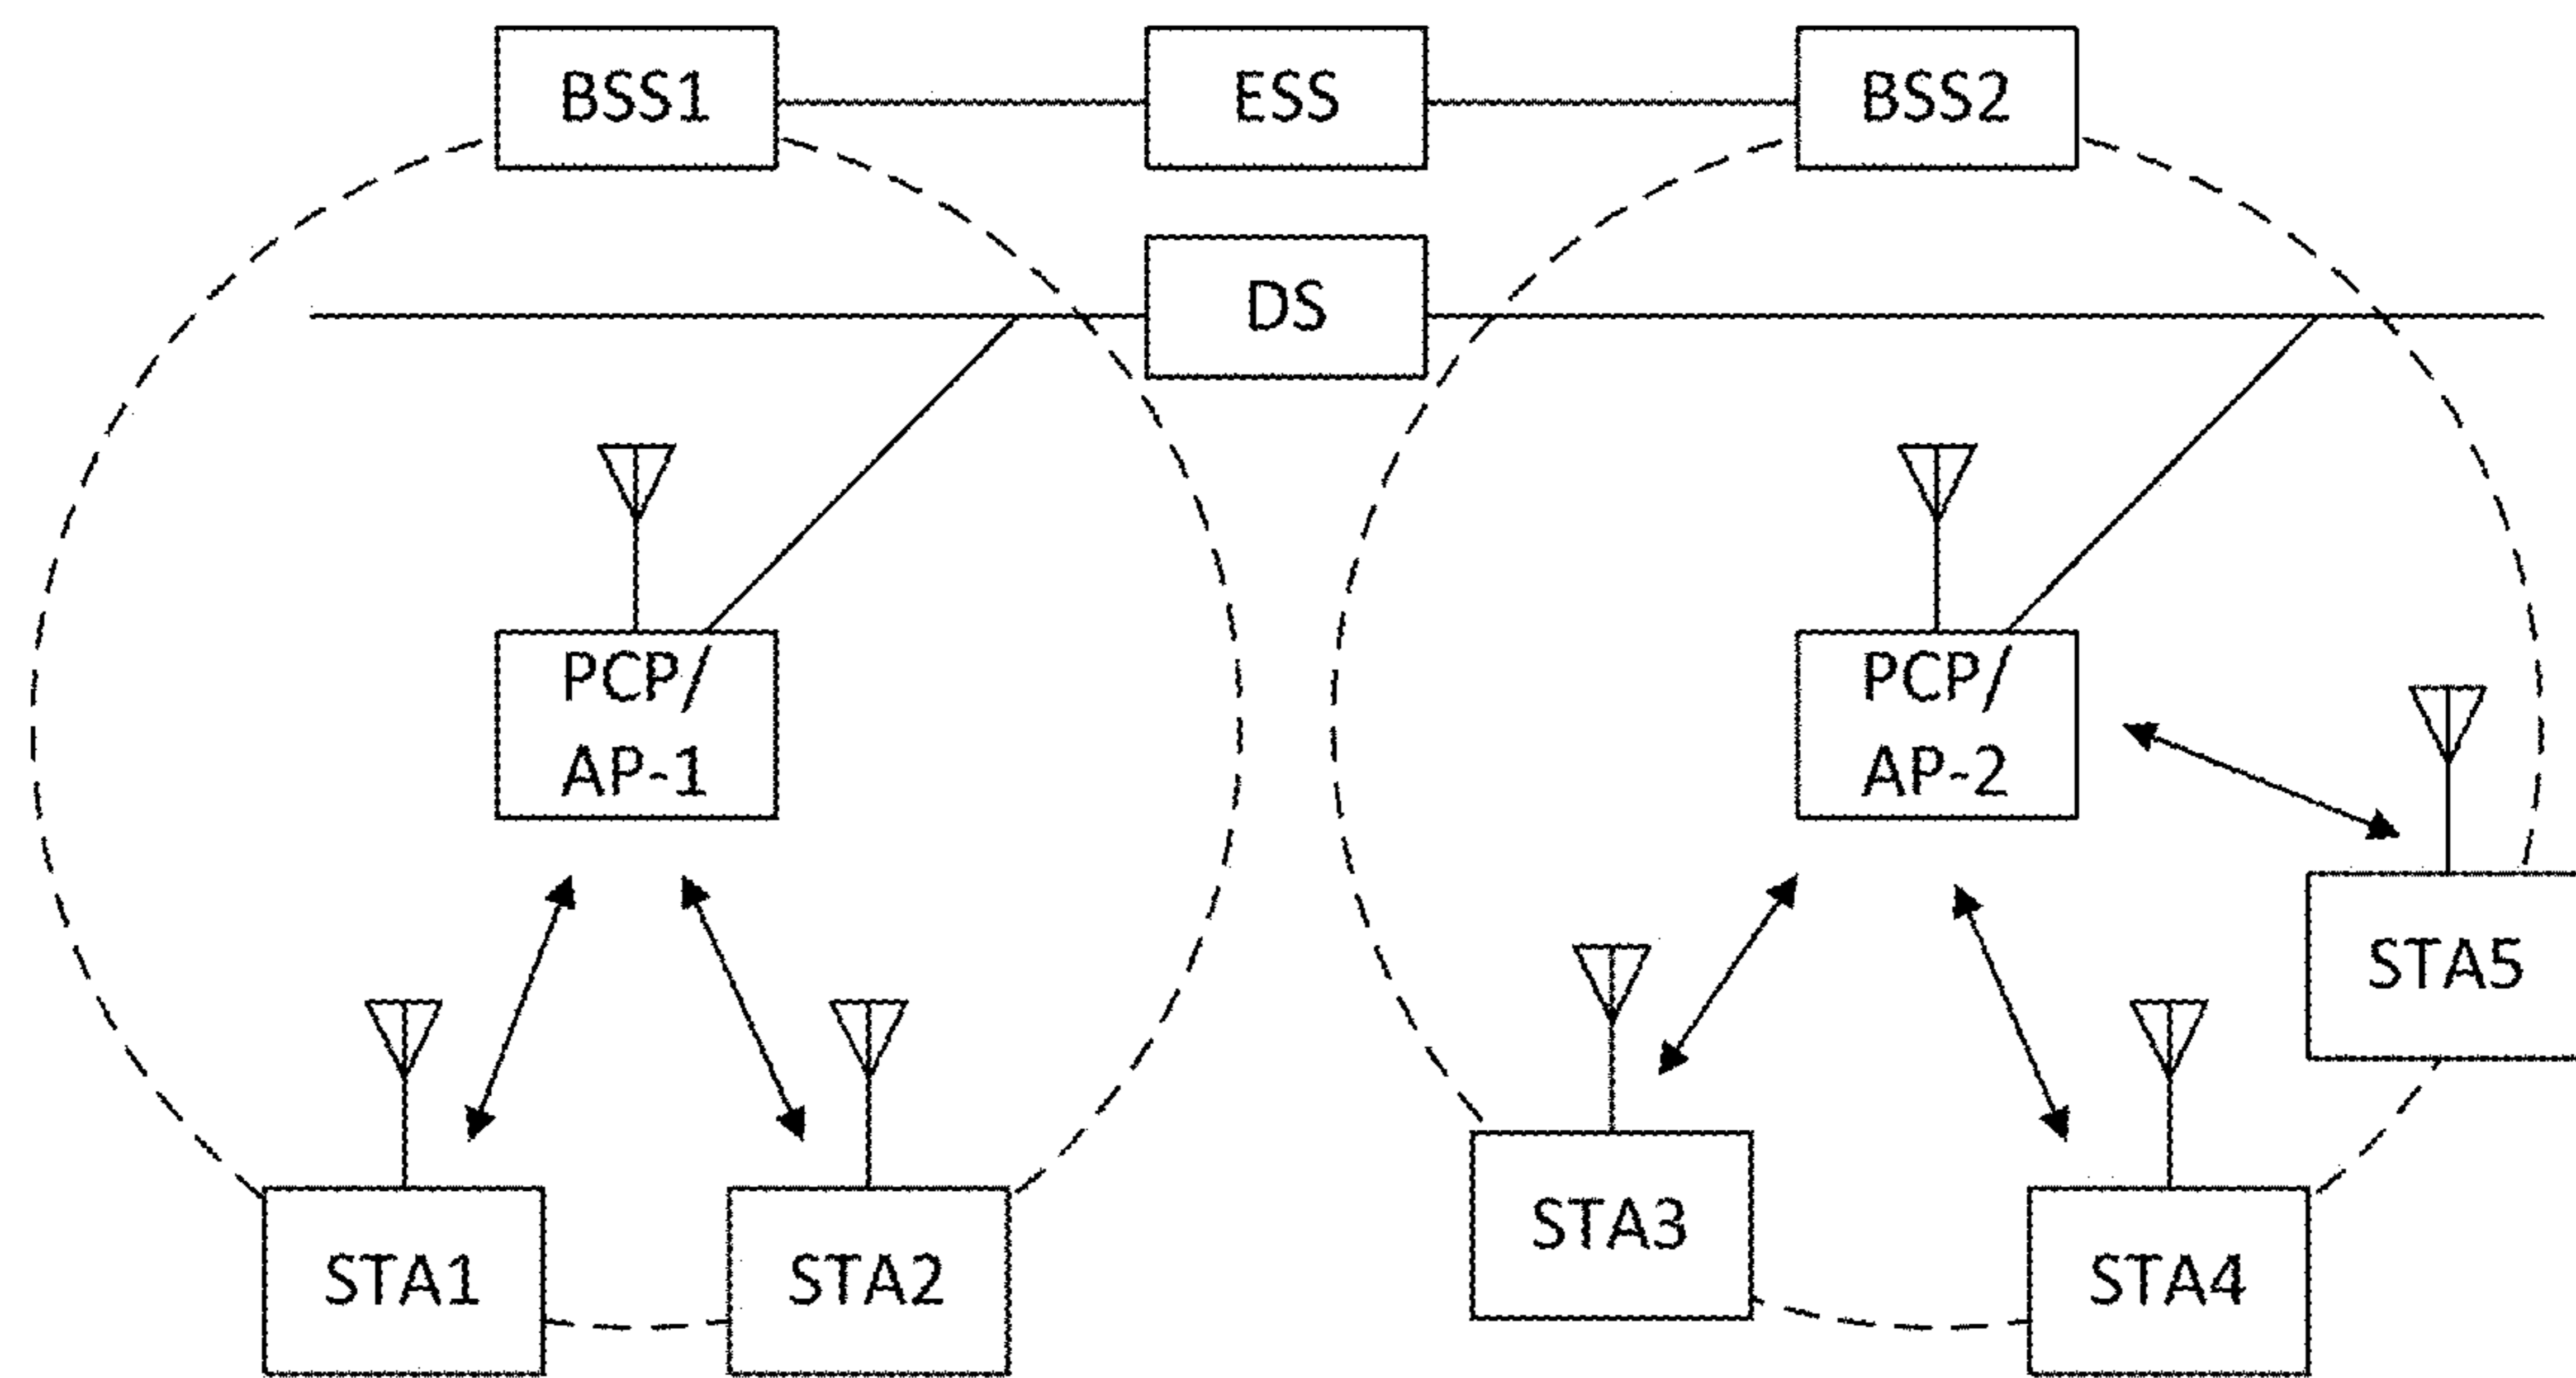 BSS1
ESS
BSS2
DS
PCP/
AP-1
PCP/
AP-2
STA5
STA3
STA1
STA2
STA4